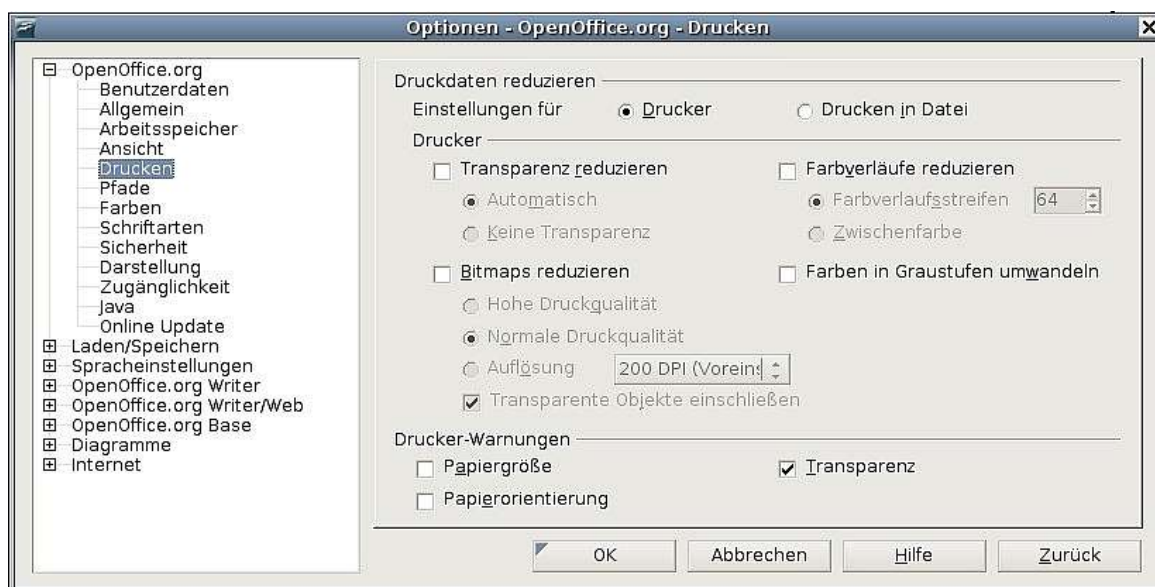 Optionen - OpenOffice.org - Drucken
OpenOffice.org
Benutzerdaten
Allgemein
Arbeitsspeicher
Ansicht
Drucken
Pfade
Farben
Schriftarten
Sicherheit
Darstellung
Zugänglichkeit
Java
Online Update
Laden/Speichern
Spracheinstellungen
OpenOffice.org Writer
OpenOffice.org Writer/Web
OpenOffice.org Base
Diagramme
Internet
Druckdaten reduzieren
Einstellungen für Drucker Drucken in Datei
Drucker
Transparenz reduzieren
Automatisch
Keine Transparenz
Bitmaps reduzieren
Hohe Druckqualität
Normale Druckqualität
Auflösung 200 DPI (Voreins
Transparente Objekte einschließen
Farbverläufe reduzieren
Farbverlaufsstreifen 64
Zwischenfarbe
Farben in Graustufen umwandeln
Drucker-Warnungen
Papiergröße Transparenz
Papierorientierung
OK Abbrechen Hilfe Zurück